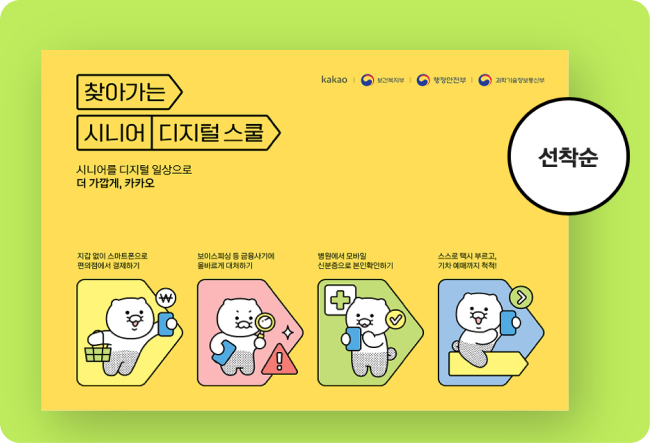 찾아가는
시니어 디지털 스쿨
kakao 보건복지부 행정안전부 과학기술정보통신부
선착순
시니어를 디지털 일상으로
더 가깝게, 카카오
지갑 없이 스마트폰으로
편의점에서 결제하기
보이스피싱 등 금융사기에
올바르게 대처하기
병원에서 모바일
신분증으로 본인확인하기
스스로 택시 부르고,
기차 예매까지 척척!
₩